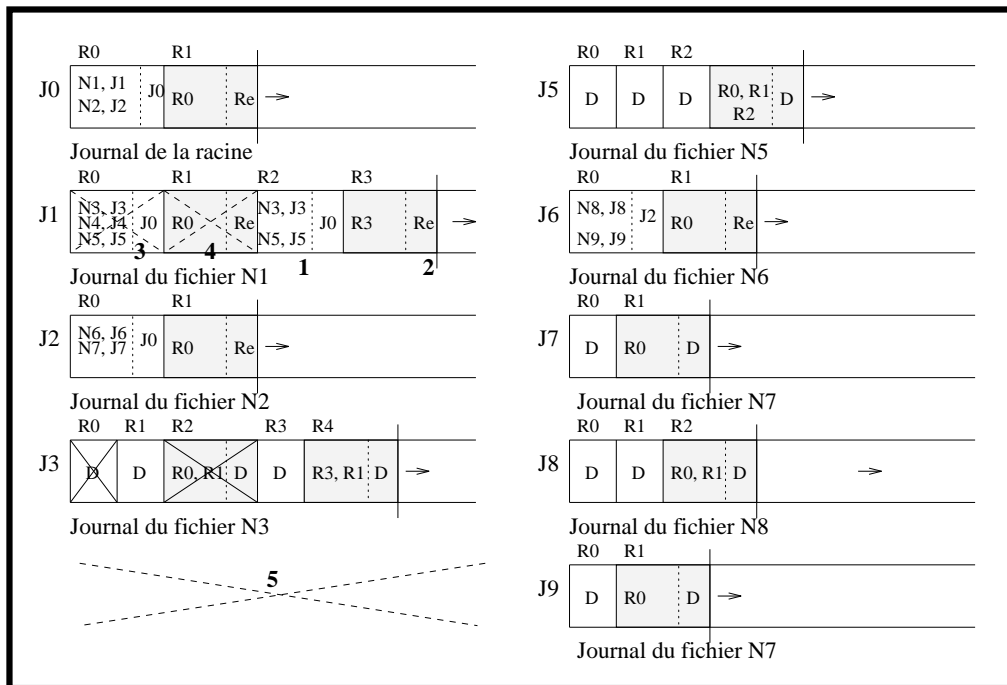 R0 R1
J0 N1, J1 J0 R0 Re
N2, J2
Journal de la racine
R0 R1 R2 R3
J1 N3, J3 J0 R0 Re N3, J3 J0 R3 Re
N4, J4
N5, J5 N5, J5
3 4 1 2
Journal du fichier N1
R0 R1
J2 N6, J6 J0 R0 Re
N7, J7
Journal du fichier N2
R0 R1 R2 R3 R4
J3 D D R0, R1 D D R3, R1 D
Journal du fichier N3
5
R0 R1 R2
J5 D D D R0, R1 D
R2
Journal du fichier N5
R0 R1
J6 N8, J8 J2 R0 Re
N9, J9
Journal du fichier N6
R0 R1
J7 D R0 D
Journal du fichier N7
R0 R1 R2
J8 D D R0, R1 D
Journal du fichier N8
R0 R1
J9 D R0 D
Journal du fichier N7